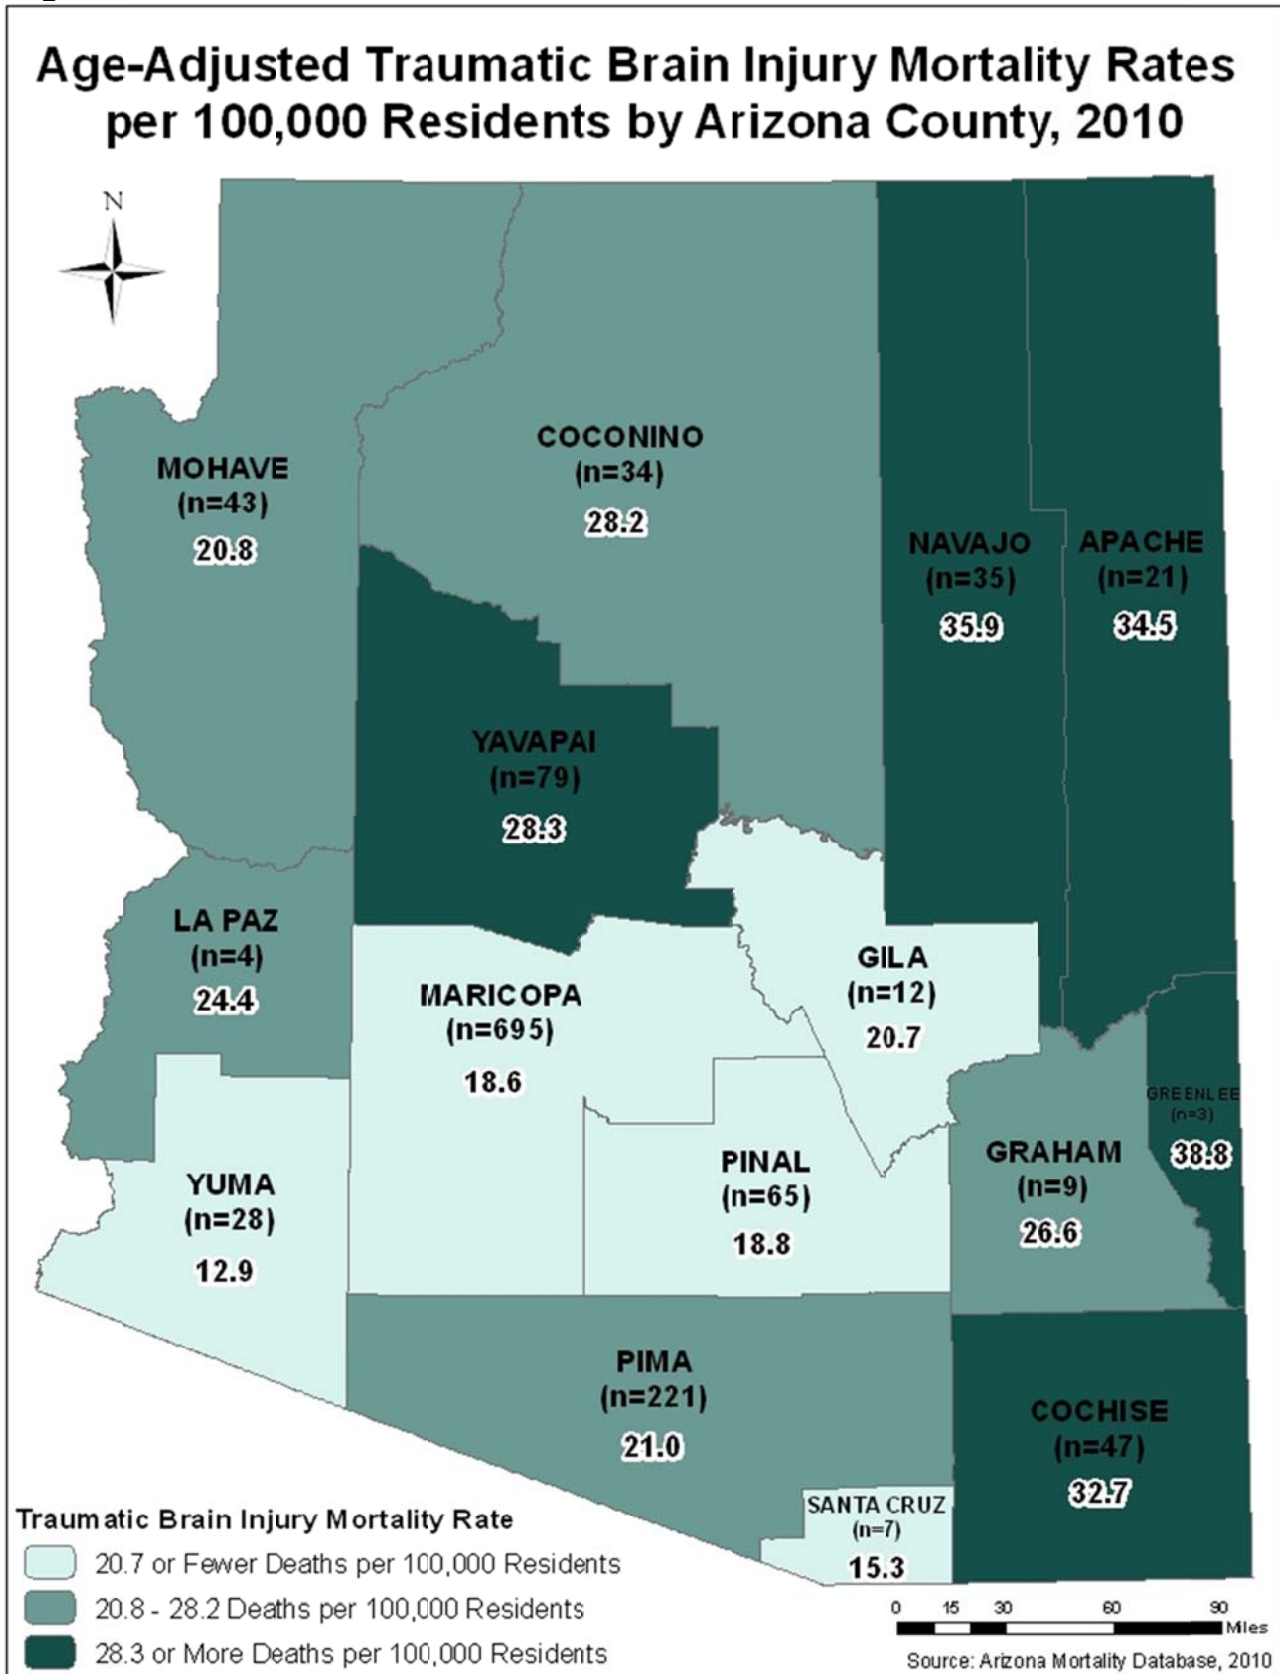 Age-Adjusted Traumatic Brain Injury Mortality Rates
per 100,000 Residents by Arizona County, 2010
N
MOHAVE
(n=43)
20.8
COCONINO
(n=34)
28.2
NAVAJO
(n=35)
35.9
APACHE
(n=21)
34.5
YAVAPAI
(n=79)
28.3
LA PAZ
(n=4)
24.4
MARICOPA
(n=695)
18.6
GILA
(n=12)
20.7
GREENLEE
(n=3)
38.8
GRAHAM
(n=9)
26.6
PINAL
(n=65)
18.8
YUMA
(n=28)
12.9
PIMA
(n=221)
21.0
COCHISE
(n=47)
32.7
SANTA CRUZ
(n=7)
15.3
Traumatic Brain Injury Mortality Rate
20.7 or Fewer Deaths per 100,000 Residents
20.8 - 28.2 Deaths per 100,000 Residents
28.3 or More Deaths per 100,000 Residents
0 15 30 60 90
Miles
Source: Arizona Mortality Database, 2010